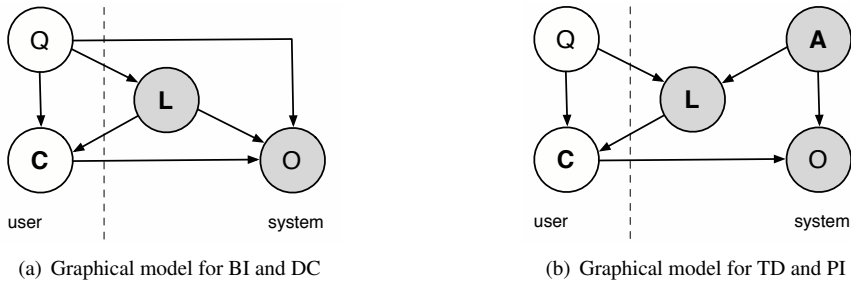 Q
L
C
O
user
system
(a) Graphical model for BI and DC
Q
A
L
C
O
user
system
(b) Graphical model for TD and PI